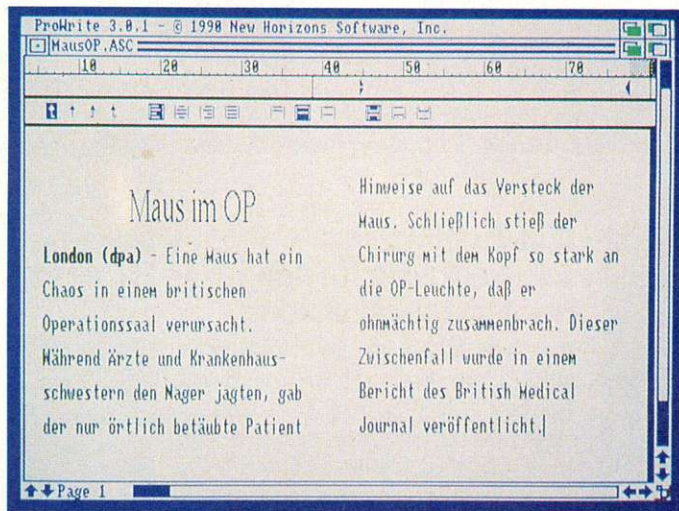 ProWrite 3.0.1 - © 1990 New Horizons Software, Inc.
MausOP.ASC
10 20 30 40 50 60 70
Maus im OP
London (dpa) - Eine Maus hat ein
Chaos in einem britischen
Operationssaal verursacht.
Während Ärzte und Krankenhaus-
schwestern den Nager jagten, gab
der nur örtlich betäubte Patient
Hinweise auf das Versteck der
Maus. Schließlich stieß der
Chirurg mit dem Kopf so stark an
die OP-Leuchte, daß er
ohnmächtig zusammenbrach. Dieser
Zwischenfall wurde in einem
Bericht des British Medical
Journal veröffentlicht.
Page 1